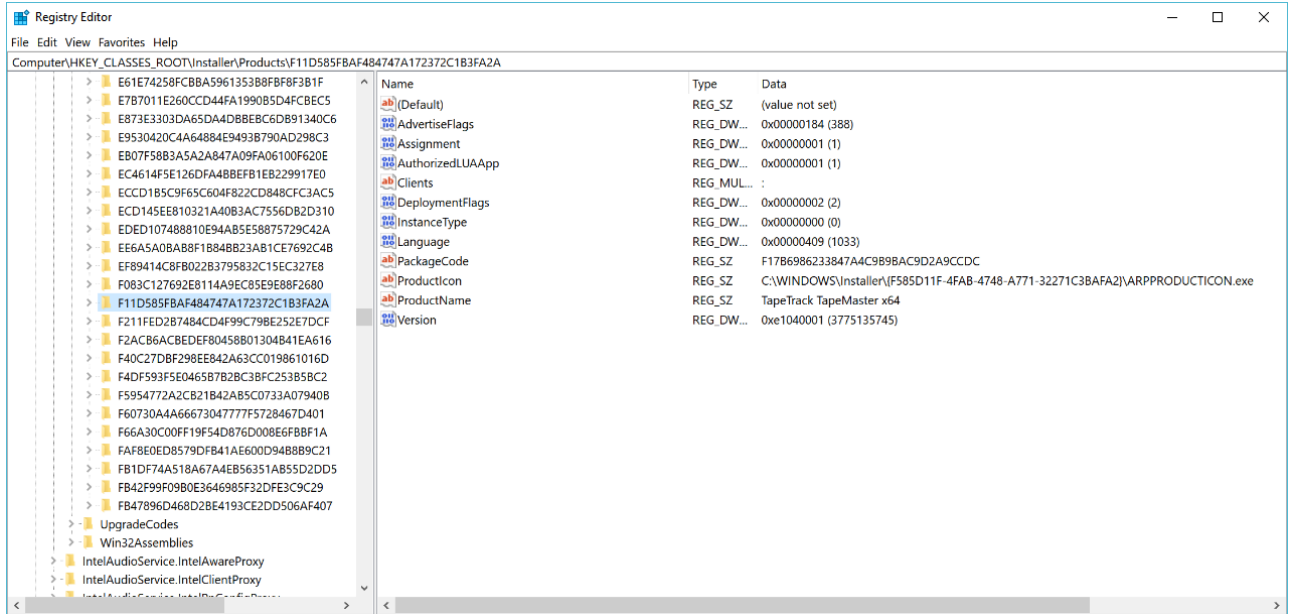 Registry Editor
File Edit View Favorites Help
Computer\HKEY_CLASSES_ROOT\Installer\Products\F11D585FBAF484747A172372C1B3FA2A
E61E74258FCBBA5961353B8FBF8F3B1F
E7B7011E260CCD44FA1990B5D4FCBEC5
E873E3303DA65DA4DBBEBC6DB91340C6
E9530420C4A64884E9493B790AD298C3
EB07F58B3A5A2A847A09FA06100F620E
EC4614F5E126DFA4BBEFB1EB229917E0
ECCD1B5C9F65C604F822CD848CFC3AC5
ECD145EE810321A40B3AC7556DB2D310
EDED107488810E94AB5E58875729C42A
EE6A5A0BAB8F1B84BB23AB1CE7692C4B
EF89414C8FB022B3795832C15EC327E8
F083C127692E8114A9EC85E9E88F2680
F11D585FBAF484747A172372C1B3FA2A
F211FED2B7484CD4F99C79BE252E7DCF
F2ACB6ACBEDEF80458B01304B41EA616
F40C27DBF298EE842A63CC019861016D
F4DF593F5E0465B7B2BC3BFC253B5BC2
F5954772A2CB21B42AB5C0733A07940B
F60730A4A66673047777F5728467D401
F66A30C00FF19F54D876D008E6FBBF1A
FAF8E0ED8579DFB41AE600D94B8B9C21
FB1DF74A518A67A4EB56351AB55D2DD5
FB42F99F09B0E3646985F32DFE3C9C29
FB47896D468D2BE4193CE2DD506AF407
UpgradeCodes
Win32Assemblies
IntelAudioService.IntelAwareProxy
IntelAudioService.IntelClientProxy
Name Type Data
(Default) REG_SZ (value not set)
AdvertiseFlags REG_DW... 0x00000184 (388)
Assignment REG_DW... 0x00000001 (1)
AuthorizedLUAApp REG_DW... 0x00000001 (1)
Clients REG_MUL... :
DeploymentFlags REG_DW... 0x00000002 (2)
InstanceType REG_DW... 0x00000000 (0)
Language REG_DW... 0x00000409 (1033)
PackageCode REG_SZ F17B6986233847A4C9B9BAC9D2A9CCDC
ProductIcon REG_SZ C:\WINDOWS\Installer\{F585D11F-4FAB-4748-A771-32271C3BAFA2}\ARPPRODUCTICON.exe
ProductName REG_SZ TapeTrack TapeMaster x64
Version REG_DW... 0xe1040001 (3775135745)